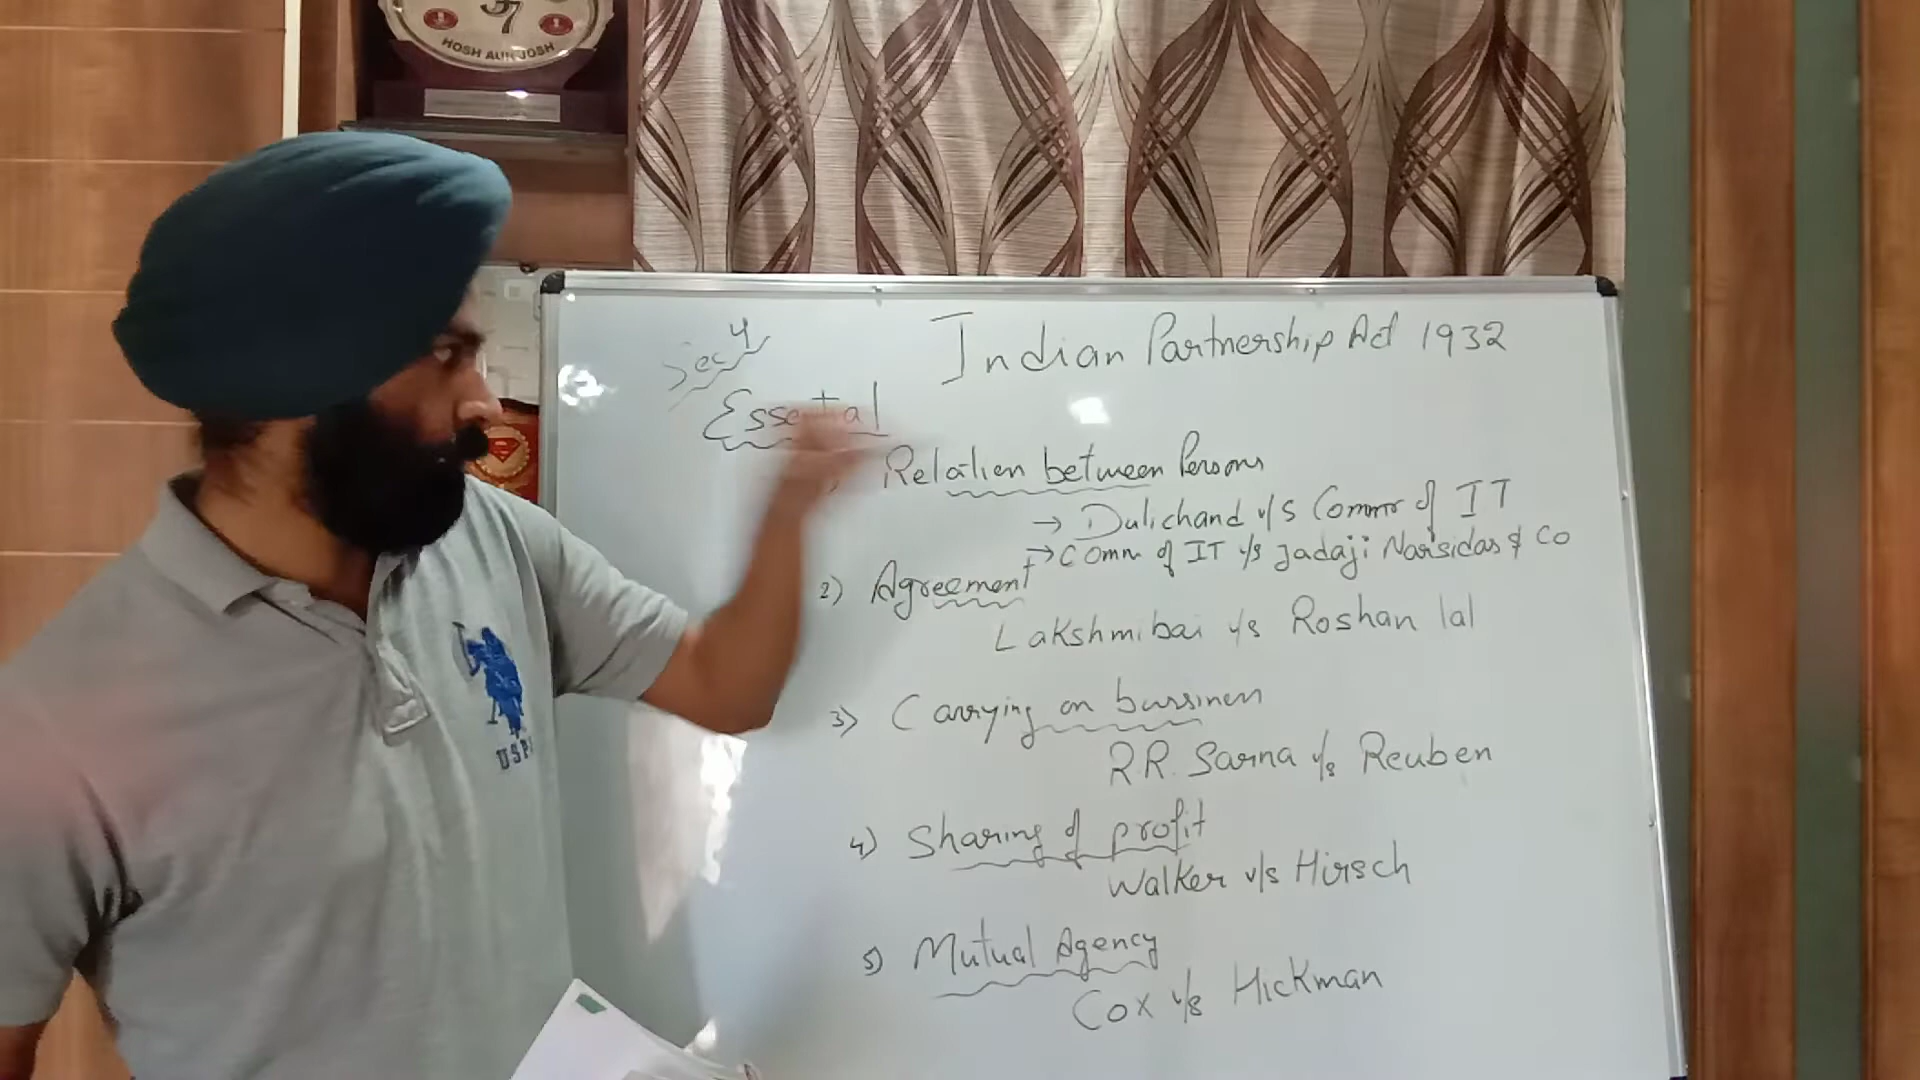 HOSH AUR JOSH
Sec 4
Indian Partnership Act 1932
Essential
Relation between Persons
→ Dulichand v/s Commr of IT
→ Comm of IT v/s Jadaji Narsidas & Co
2) Agreement
Lakshmibai v/s Roshan lal
3) Carrying on bussiness
R.R. Sarna v/s Reuben
4) Sharing of profit
Walker v/s Hirsch
5) Mutual Agency
Cox v/s Hickman
USP